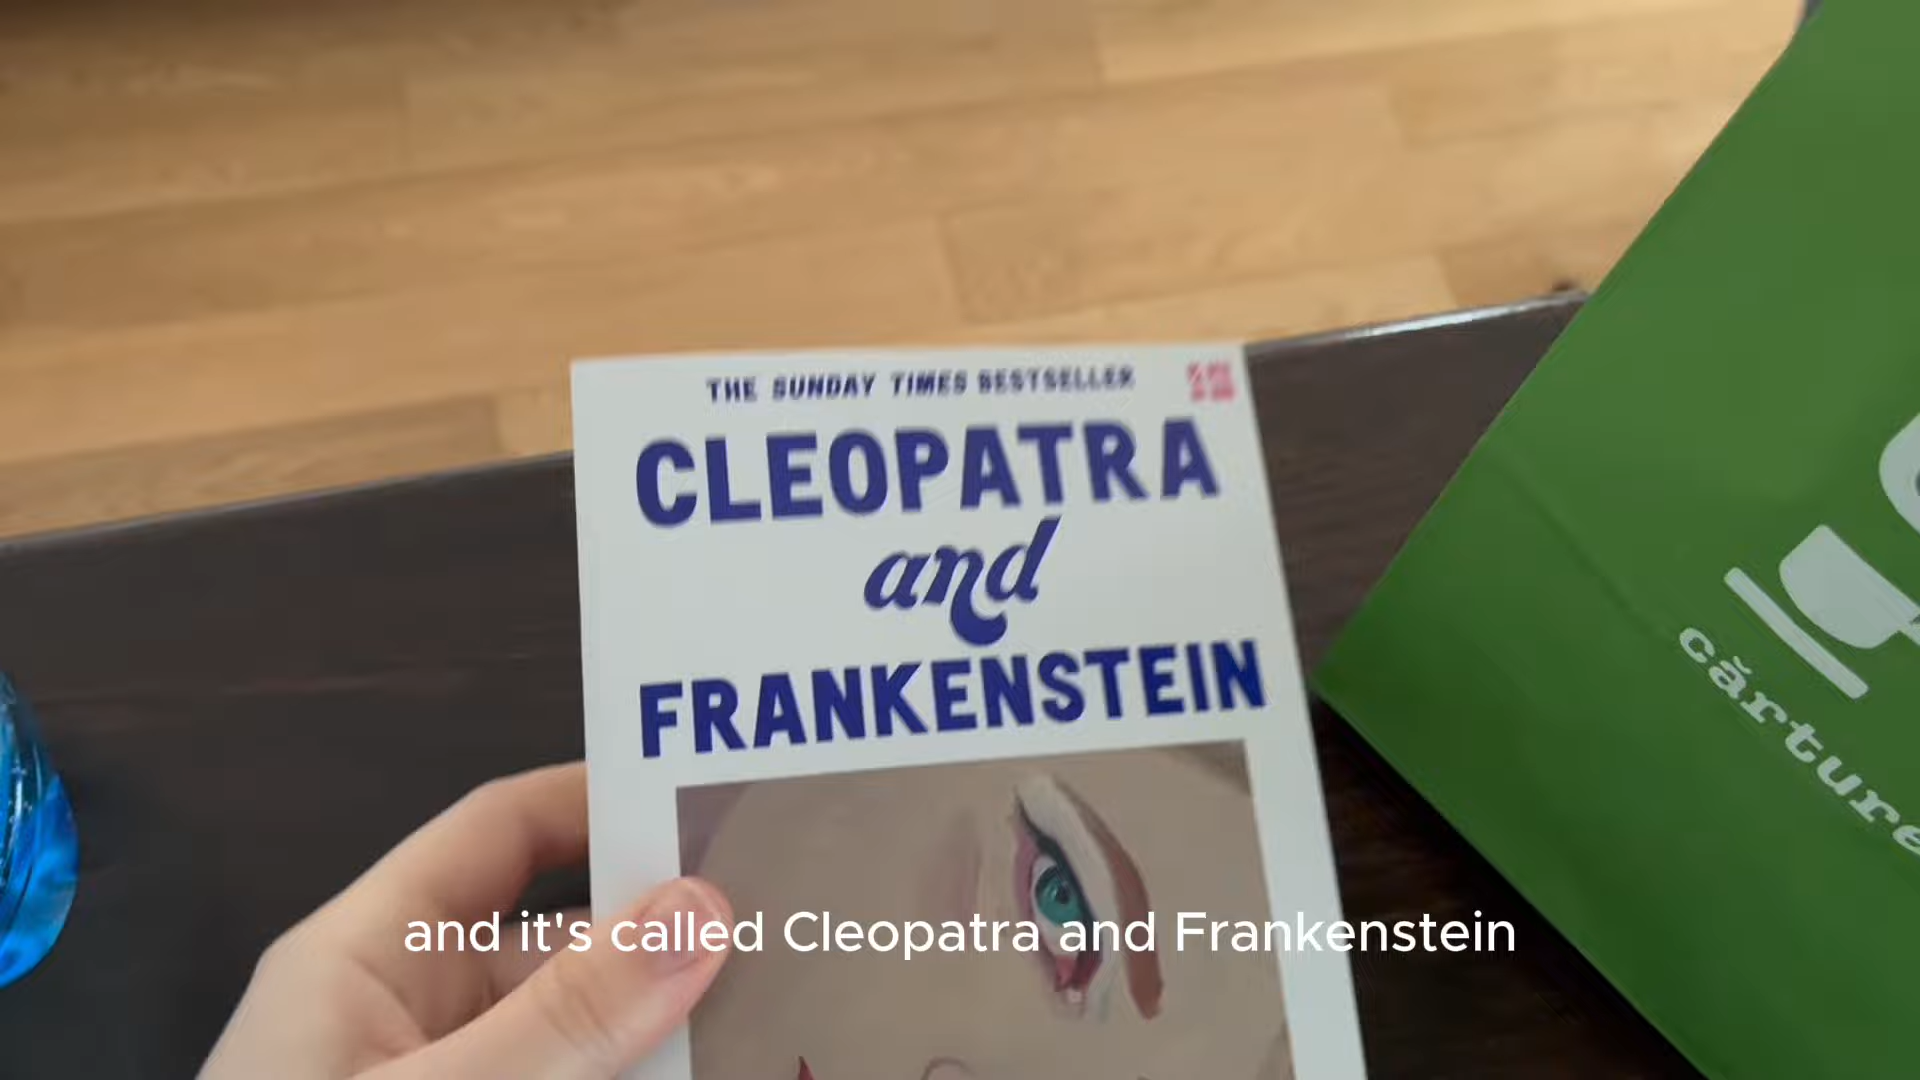 THE SUNDAY TIMES BESTSELLER
CLEOPATRA
and
FRANKENSTEIN
cărture
and it's called Cleopatra and Frankenstein